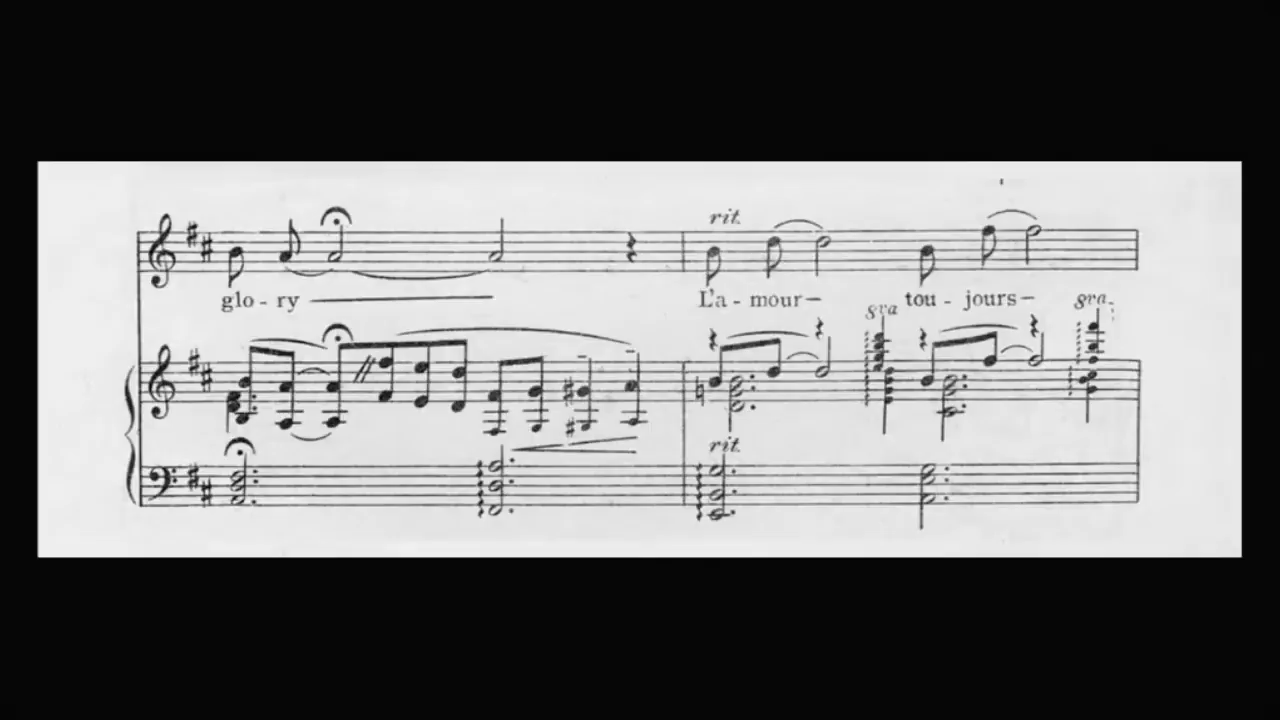 rit.
glo - ry L'a - mour - tou - jours -
8va 8va
rit.